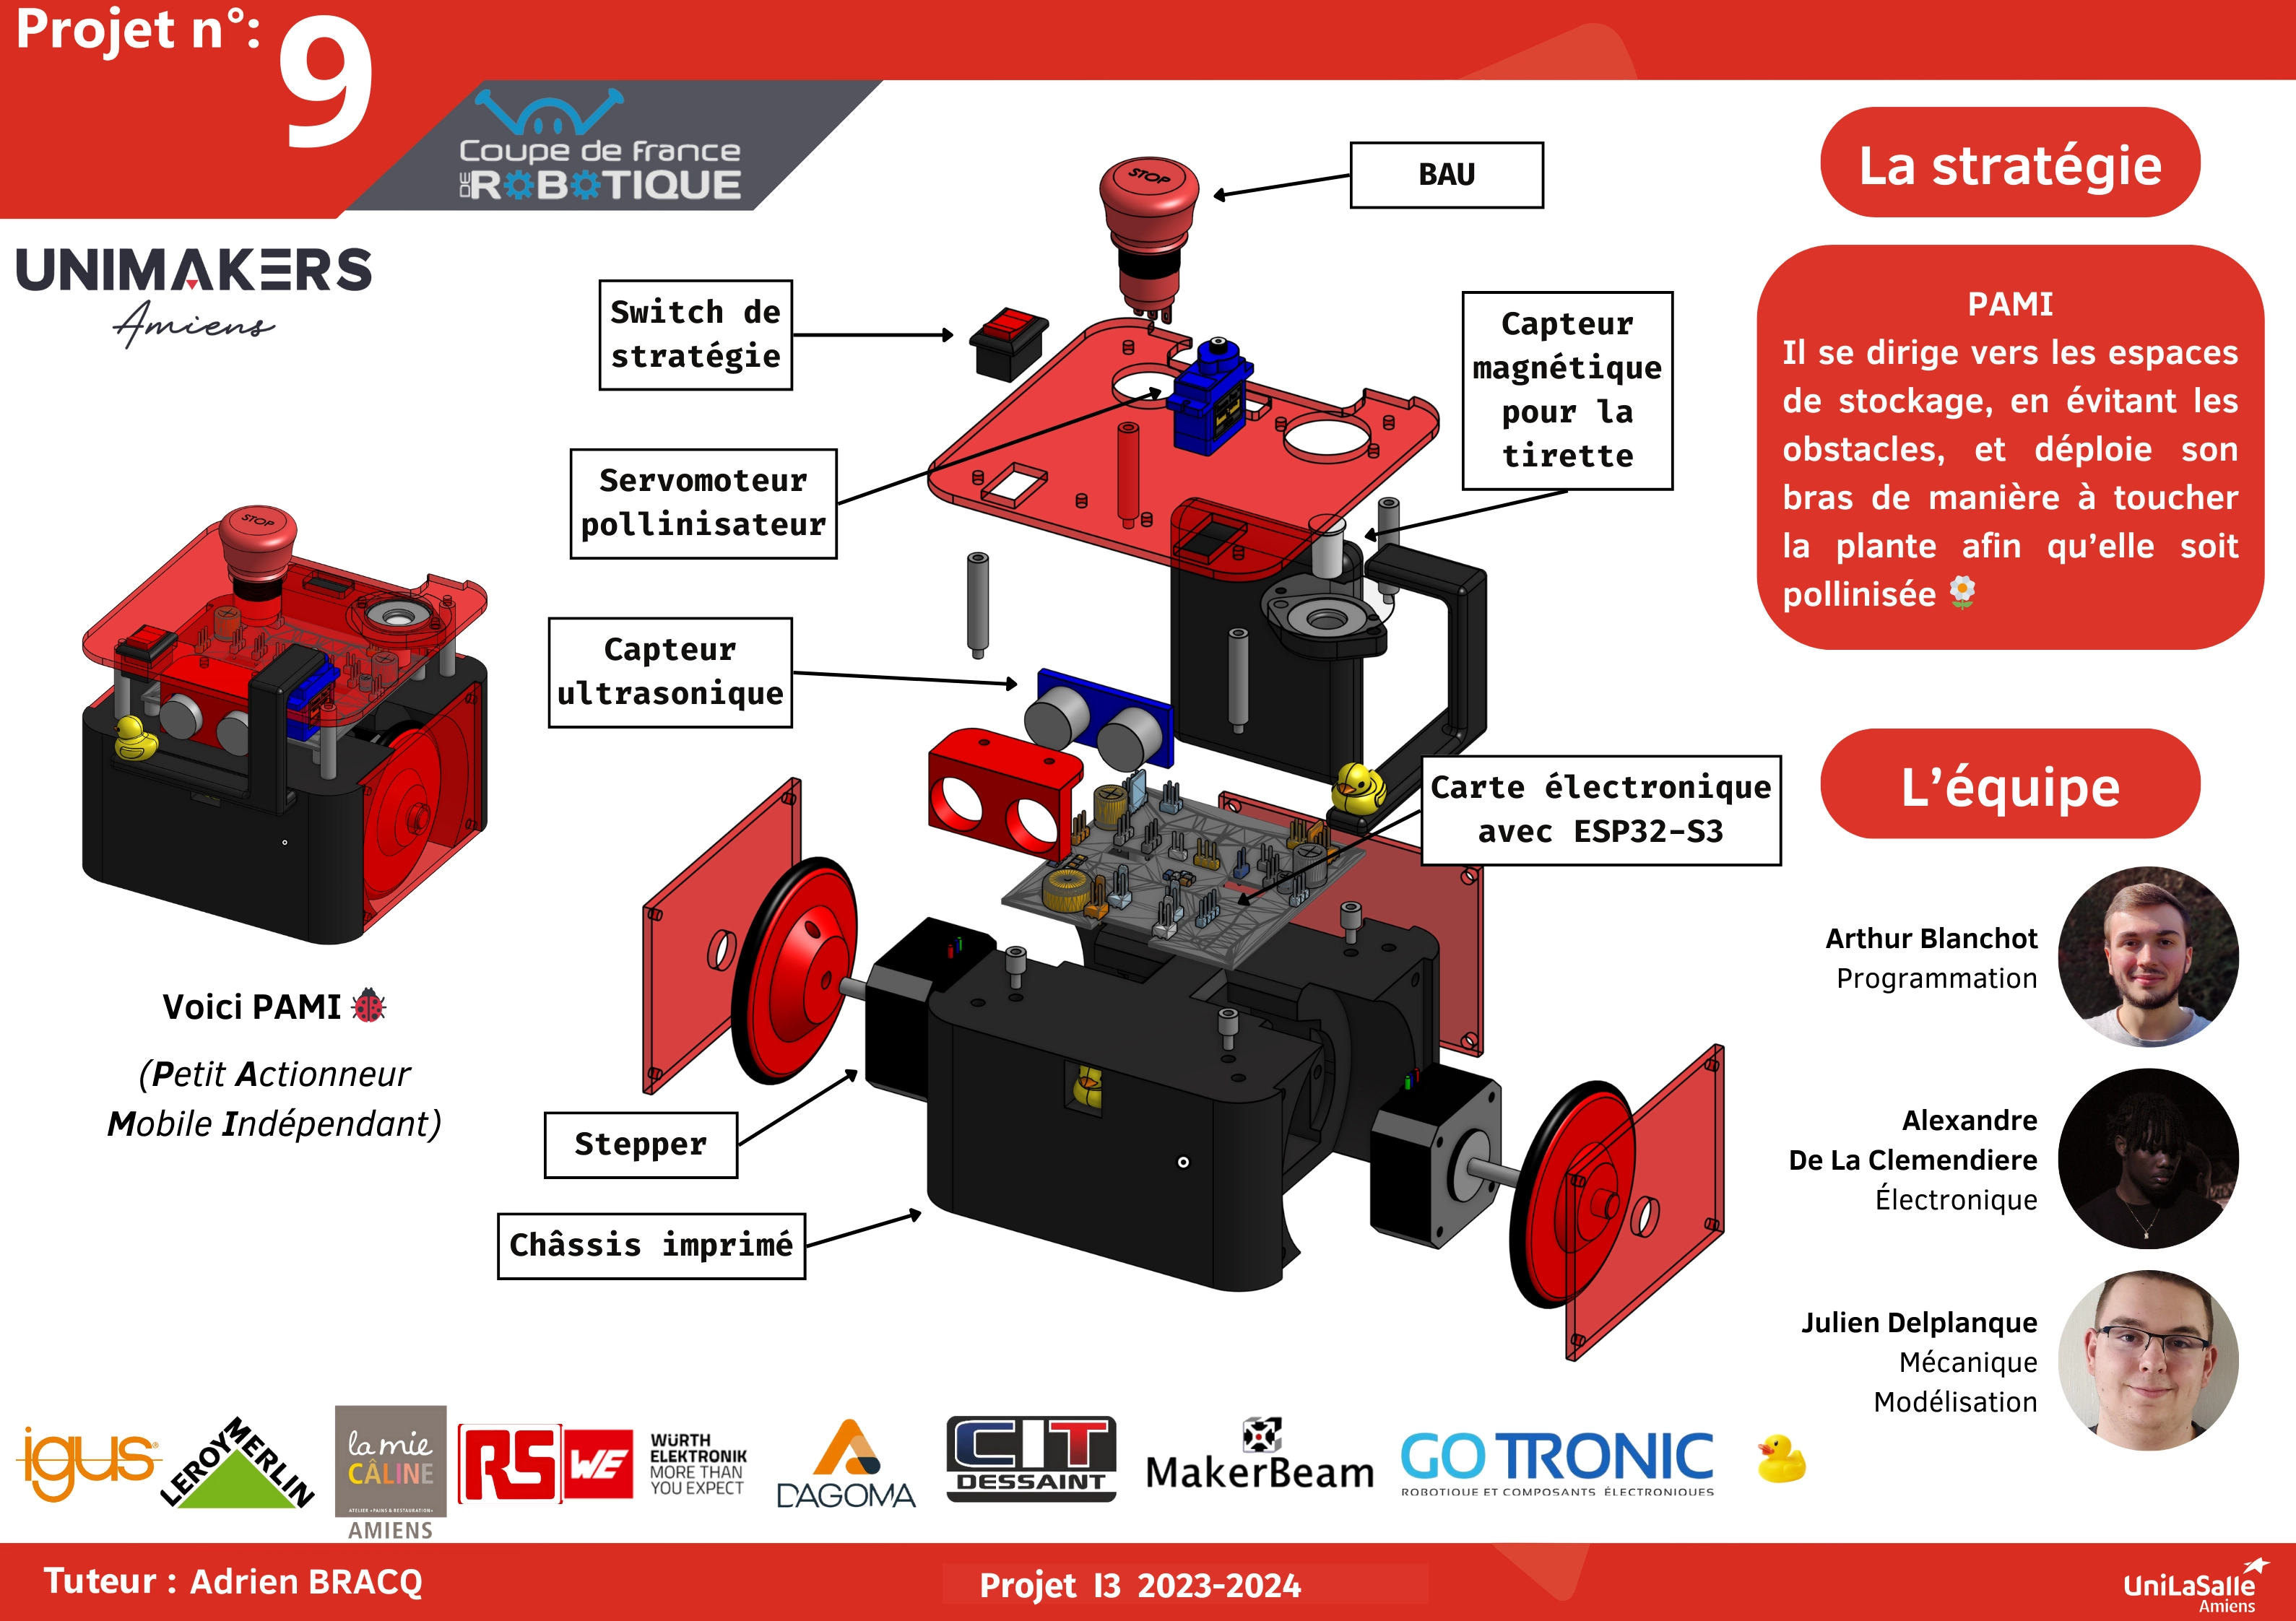 Projet n°:
9
Coupe de France
DE ROBOTIQUE
UNIMAKERS
Amiens
STOP
BAU
Switch de
stratégie
Capteur
magnétique
pour la
tirette
Servomoteur
pollinisateur
Capteur
ultrasonique
Carte électronique
avec ESP32-S3
Stepper
Châssis imprimé
STOP
Voici PAMI
(Petit Actionneur
Mobile Indépendant)
La stratégie
PAMI
Il se dirige vers les espaces
de stockage, en évitant les
obstacles, et déploie son
bras de manière à toucher
la plante afin qu’elle soit
pollinisée
L’équipe
Arthur Blanchot
Programmation
Alexandre
De La Clemendiere
Électronique
Julien Delplanque
Mécanique
Modélisation
igus®
LEROY MERLIN
la mie
CÂLINE
ATELIER «PAINS & RESTAURATION»
AMIENS
RS
WE
WÜRTH
ELEKTRONIK
MORE THAN
YOU EXPECT
DAGOMA
CIT
DESSAINT
MakerBeam
GO TRONIC
ROBOTIQUE ET COMPOSANTS ÉLECTRONIQUES
Tuteur : Adrien BRACQ
Projet I3 2023-2024
UniLaSalle
Amiens